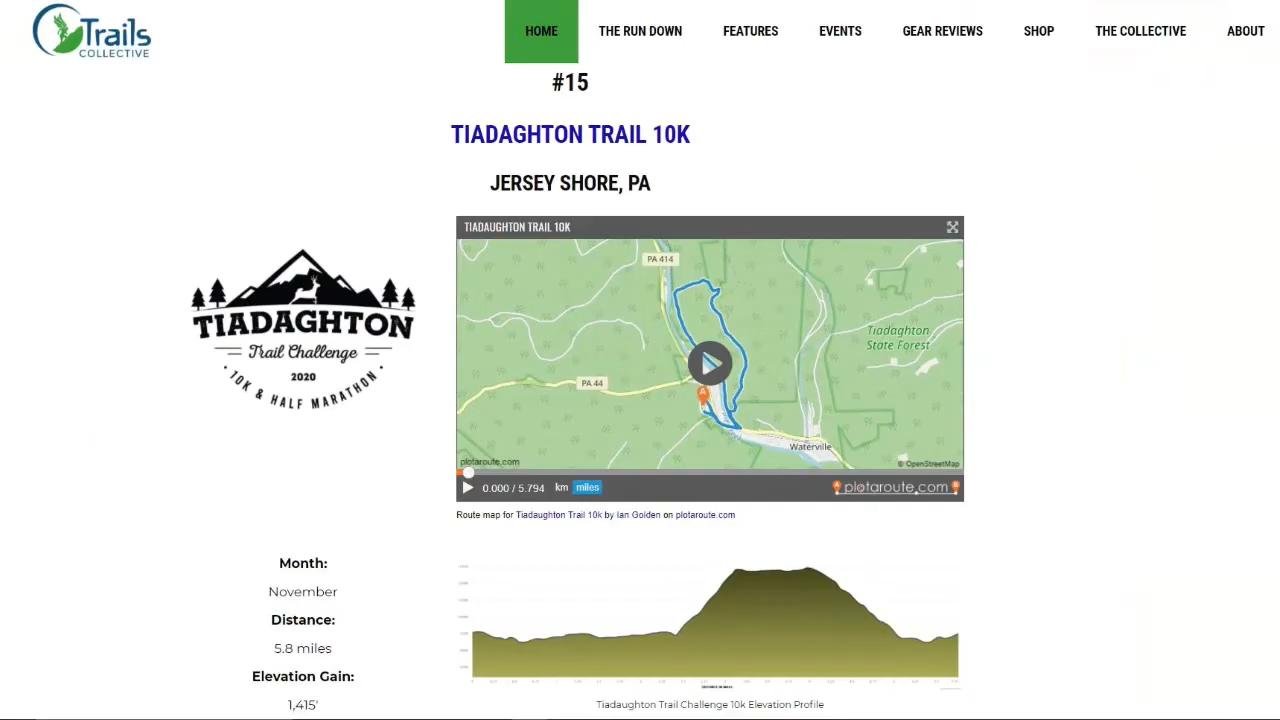 Trails
COLLECTIVE
HOME
THE RUN DOWN
FEATURES
EVENTS
GEAR REVIEWS
SHOP
THE COLLECTIVE
ABOUT
#15
TIADAGHTON TRAIL 10K
JERSEY SHORE, PA
TIADAUGHTON TRAIL 10K
PA 414
Tiadaghton
State Forest
PA 44
A
Waterville
plotaroute.com
© OpenStreetMap
0.000 / 5.794 km miles
A plotaroute.com B
Route map for Tiadaughton Trail 10k by Ian Golden on plotaroute.com
TIADAGHTON
Trail Challenge
2020
10K & HALF MARATHON
Month:
November
Distance:
5.8 miles
Elevation Gain:
1,415'
Tiadaughton Trail Challenge 10k Elevation Profile